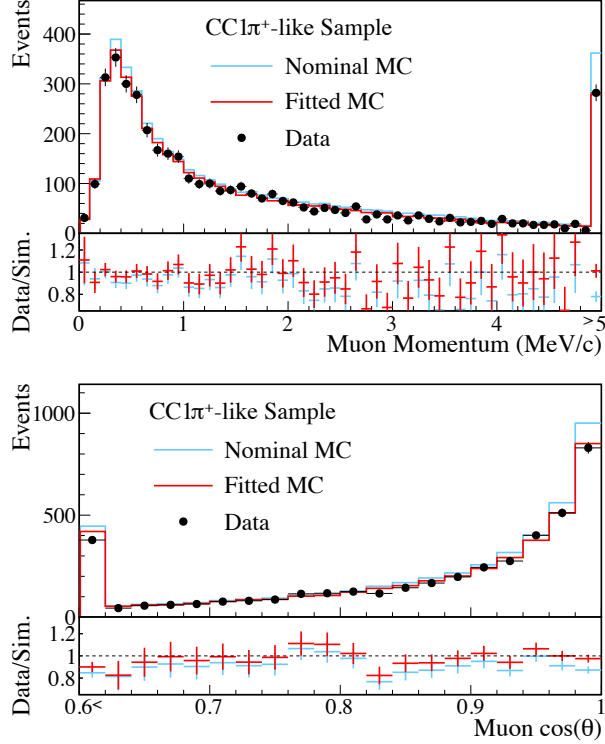 Events
CC1π⁺-like Sample
Nominal MC
Fitted MC
Data
400
300
200
100
0
Data/Sim.
1.2
1
0.8
0 1 2 3 4 >5
Muon Momentum (MeV/c)
Events
CC1π⁺-like Sample
Nominal MC
Fitted MC
Data
1000
500
0
Data/Sim.
1.2
1
0.8
0.6< 0.7 0.8 0.9 1
Muon cos(θ)